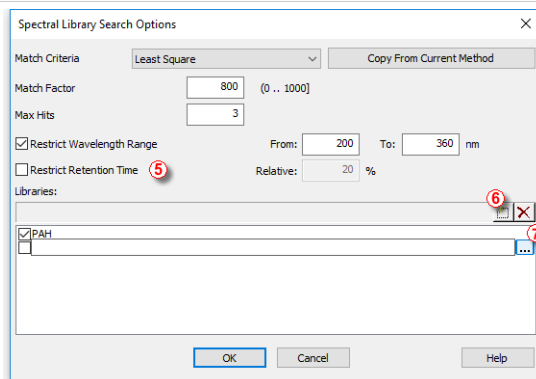 Spectral Library Search Options
Match Criteria Least Square Copy From Current Method
Match Factor 800 (0 .. 1000]
Max Hits 3
Restrict Wavelength Range From: 200 To: 360 nm
Restrict Retention Time 5 Relative: 20 %
Libraries:
6
PAH 7
...
OK Cancel Help